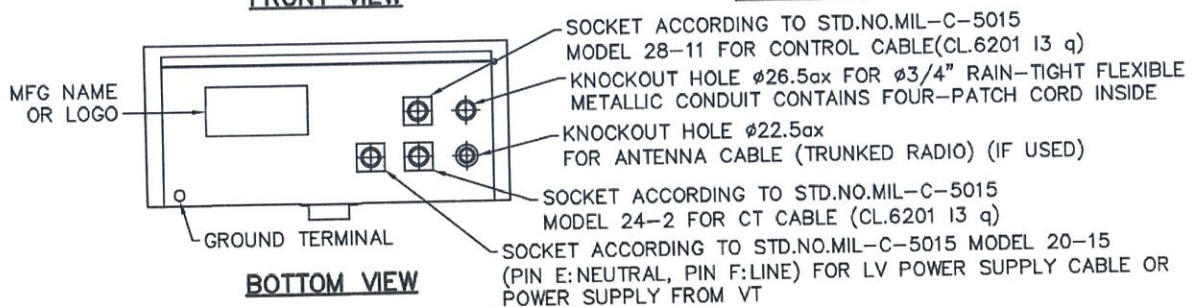 FRONT VIEW
SOCKET ACCORDING TO STD.NO.MIL-C-5015
MODEL 28-11 FOR CONTROL CABLE(CL.6201 I3 q)
KNOCKOUT HOLE ø26.5ax FOR ø3/4" RAIN-TIGHT FLEXIBLE
METALLIC CONDUIT CONTAINS FOUR-PATCH CORD INSIDE
MFG NAME
OR LOGO
KNOCKOUT HOLE ø22.5ax
FOR ANTENNA CABLE (TRUNKED RADIO) (IF USED)
SOCKET ACCORDING TO STD.NO.MIL-C-5015
MODEL 24-2 FOR CT CABLE (CL.6201 I3 q)
GROUND TERMINAL
SOCKET ACCORDING TO STD.NO.MIL-C-5015 MODEL 20-15
(PIN E:NEUTRAL, PIN F:LINE) FOR LV POWER SUPPLY CABLE OR
POWER SUPPLY FROM VT
BOTTOM VIEW